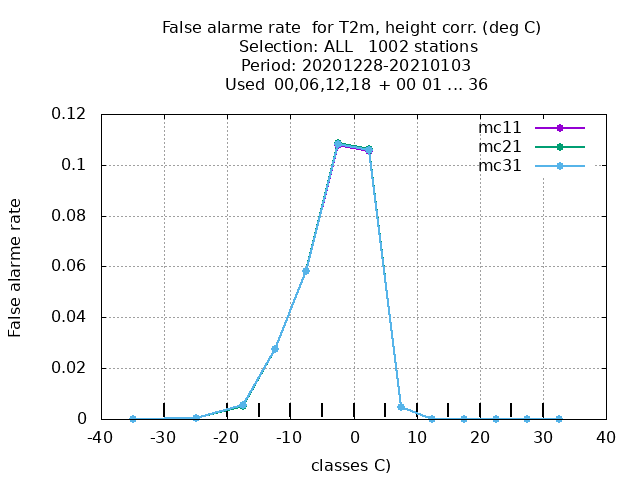 False alarme rate  for T2m, height corr. (deg C)
Selection: ALL   1002 stations
Period: 20201228-20210103
Used  00,06,12,18  + 00 01 ... 36
mc11
mc21
mc31
False alarme rate
0.12
0.1
0.08
0.06
0.04
0.02
0
-40 -30 -20 -10 0 10 20 30 40
classes C)